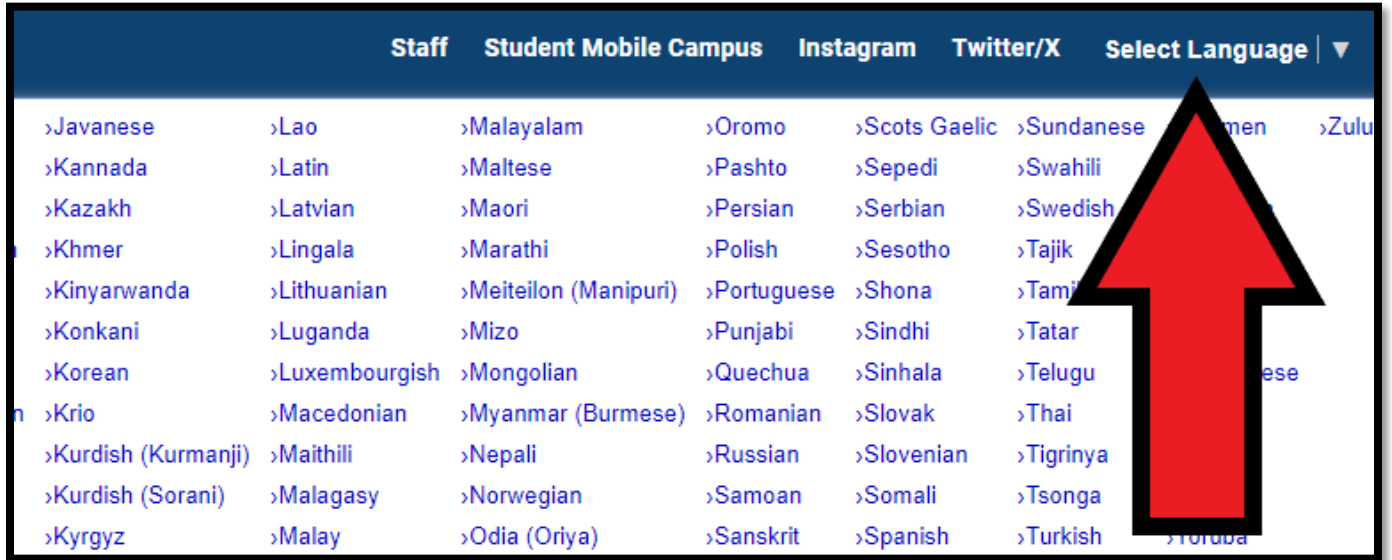 Staff Student Mobile Campus Instagram Twitter/X Select Language ▼
›Javanese ›Lao ›Malayalam ›Oromo ›Scots Gaelic ›Sundanese ›Zulu
›Kannada ›Latin ›Maltese ›Pashto ›Sepedi ›Swahili
›Kazakh ›Latvian ›Maori ›Persian ›Serbian ›Swedish
›Khmer ›Lingala ›Marathi ›Polish ›Sesotho ›Tajik
›Kinyarwanda ›Lithuanian ›Meiteilon (Manipuri) ›Portuguese ›Shona
›Konkani ›Luganda ›Mizo ›Punjabi ›Sindhi ›Tatar
›Korean ›Luxembourgish ›Mongolian ›Quechua ›Sinhala ›Telugu
›Krio ›Macedonian ›Myanmar (Burmese) ›Romanian ›Slovak ›Thai
›Kurdish (Kurmanji) ›Maithili ›Nepali ›Russian ›Slovenian ›Tigrinya
›Kurdish (Sorani) ›Malagasy ›Norwegian ›Samoan ›Somali ›Tsonga
›Kyrgyz ›Malay ›Odia (Oriya) ›Sanskrit ›Spanish ›Turkish ›Yoruba